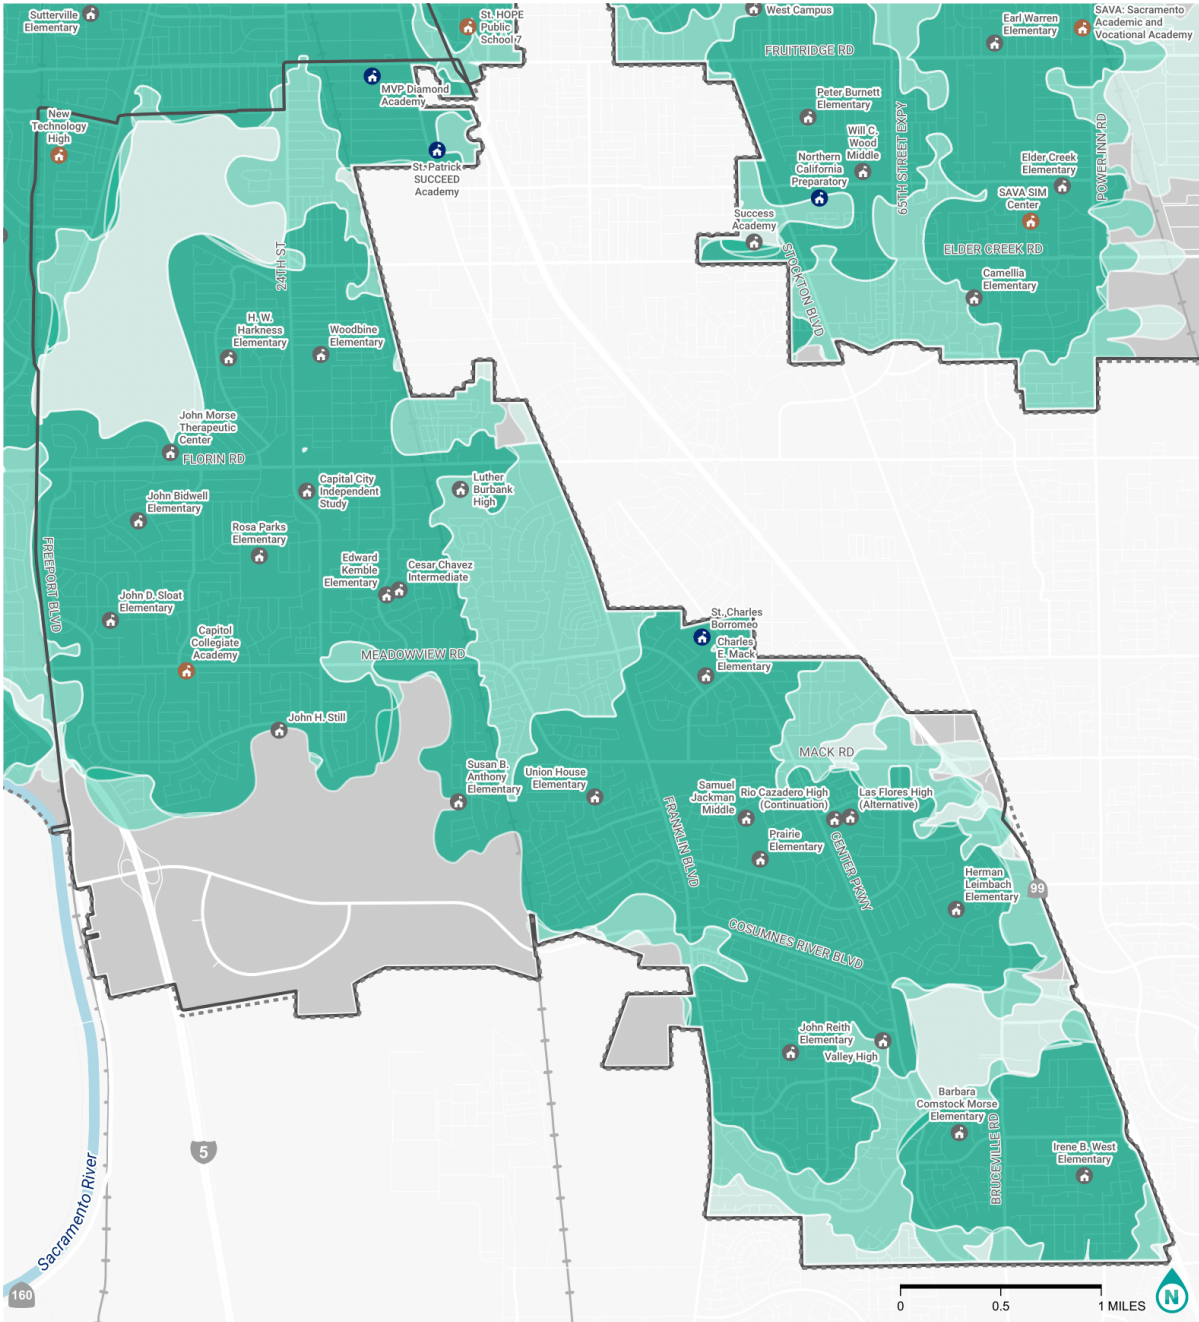 Sutterville
Elementary
St. HOPE
Public
School 7
West Campus
FRUITRIDGE RD
Earl Warren
Elementary
SAVA: Sacramento
Academic and
Vocational Academy
MVP Diamond
Academy
New
Technology
High
St. Patrick
SUCCEED
Academy
Peter Burnett
Elementary
Will C.
Wood
Middle
Northern
California
Preparatory
65TH STREET EXPY
POWER INN RD
Elder Creek
Elementary
SAVA SIM
Center
Success
Academy
STOCKTON BLVD
ELDER CREEK RD
Camellia
Elementary
24TH ST
H. W.
Harkness
Elementary
Woodbine
Elementary
John Morse
Therapeutic
Center
FLORIN RD
Capital City
Independent
Study
Luther
Burbank
High
John Bidwell
Elementary
Rosa Parks
Elementary
FREEPORT BLVD
Edward
Kemble
Elementary
Cesar Chavez
Intermediate
John D. Sloat
Elementary
Capitol
Collegiate
Academy
MEADOWVIEW RD
St. Charles
Borromeo
Charles
E. Mack
Elementary
John H. Still
MACK RD
Susan B.
Anthony
Elementary
Union House
Elementary
Samuel
Jackman
Middle
Rio Cazadero High
(Continuation)
Las Flores High
(Alternative)
FRANKLIN BLVD
Prairie
Elementary
CENTER PKWY
Herman
Leimbach
Elementary
99
COSUMNES RIVER BLVD
John Reith
Elementary
Valley High
Barbara
Comstock Morse
Elementary
BRUCEVILLE RD
Irene B. West
Elementary
5
Sacramento River
160
0
0.5
1 MILES
N